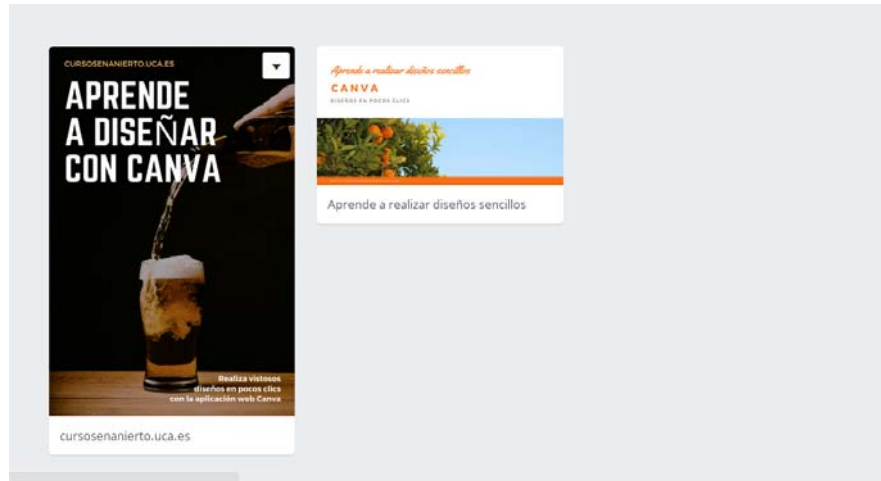 CURSOSENANIERTO.UCA.ES
APRENDE
A DISEÑAR
CON CANVA
Realiza vistosos
diseños en pocos clics
con la aplicación web Canva
cursosenanierto.uca.es
Aprende a realizar diseños sencillos
CANVA
DISEÑOS EN POCOS CLICS
Aprende a realizar diseños sencillos